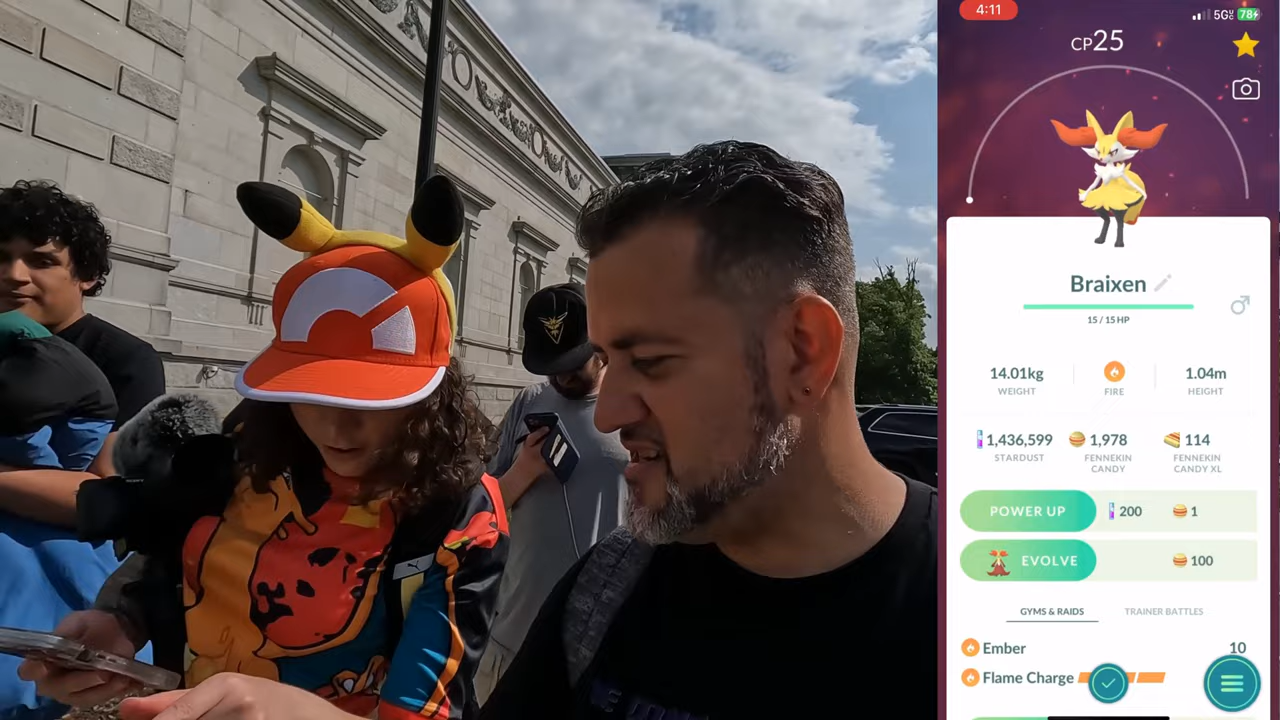 4:11
5G
78
CP25
Braixen
15 / 15 HP
14.01kg
WEIGHT
FIRE
1.04m
HEIGHT
1,436,599
STARDUST
1,978
FENNEKIN
CANDY
114
FENNEKIN
CANDY XL
POWER UP
200
1
EVOLVE
100
GYMS & RAIDS
TRAINER BATTLES
Ember
10
Flame Charge